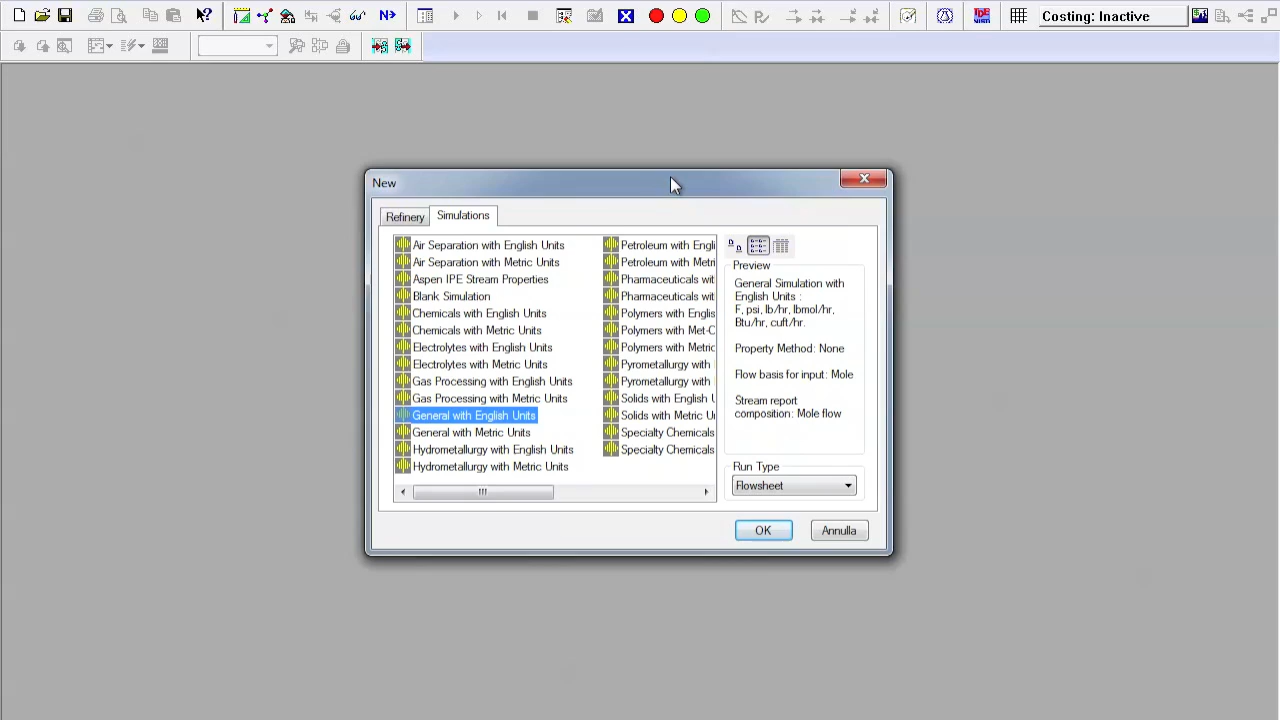 N>
Costing: Inactive
New
Refinery
Simulations
Air Separation with English Units
Air Separation with Metric Units
Aspen IPE Stream Properties
Blank Simulation
Chemicals with English Units
Chemicals with Metric Units
Electrolytes with English Units
Electrolytes with Metric Units
Gas Processing with English Units
Gas Processing with Metric Units
General with English Units
General with Metric Units
Hydrometallurgy with English Units
Hydrometallurgy with Metric Units
Petroleum with Engli
Petroleum with Metri
Pharmaceuticals wit
Pharmaceuticals wit
Polymers with Englis
Polymers with Met-C
Polymers with Metric
Pyrometallurgy with
Pyrometallurgy with
Solids with English U
Solids with Metric U
Specialty Chemicals
Specialty Chemicals
Preview
General Simulation with
English Units :
F, psi, lb/hr, lbmol/hr,
Btu/hr, cuft/hr.
Property Method: None
Flow basis for input: Mole
Stream report
composition: Mole flow
Run Type
Flowsheet
OK
Annulla